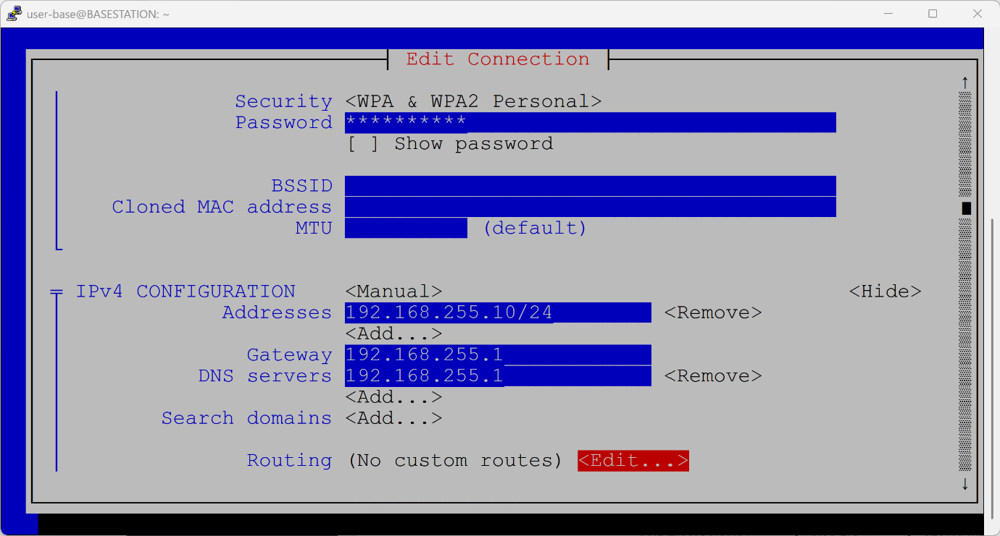 user-base@BASESTATION: ~
Edit Connection
Security <WPA & WPA2 Personal>
Password **********
[ ] Show password
BSSID
Cloned MAC address
MTU (default)
IPv4 CONFIGURATION <Manual> <Hide>
Addresses 192.168.255.10/24 <Remove>
<Add...>
Gateway 192.168.255.1
DNS servers 192.168.255.1 <Remove>
<Add...>
Search domains <Add...>
Routing (No custom routes) <Edit...>